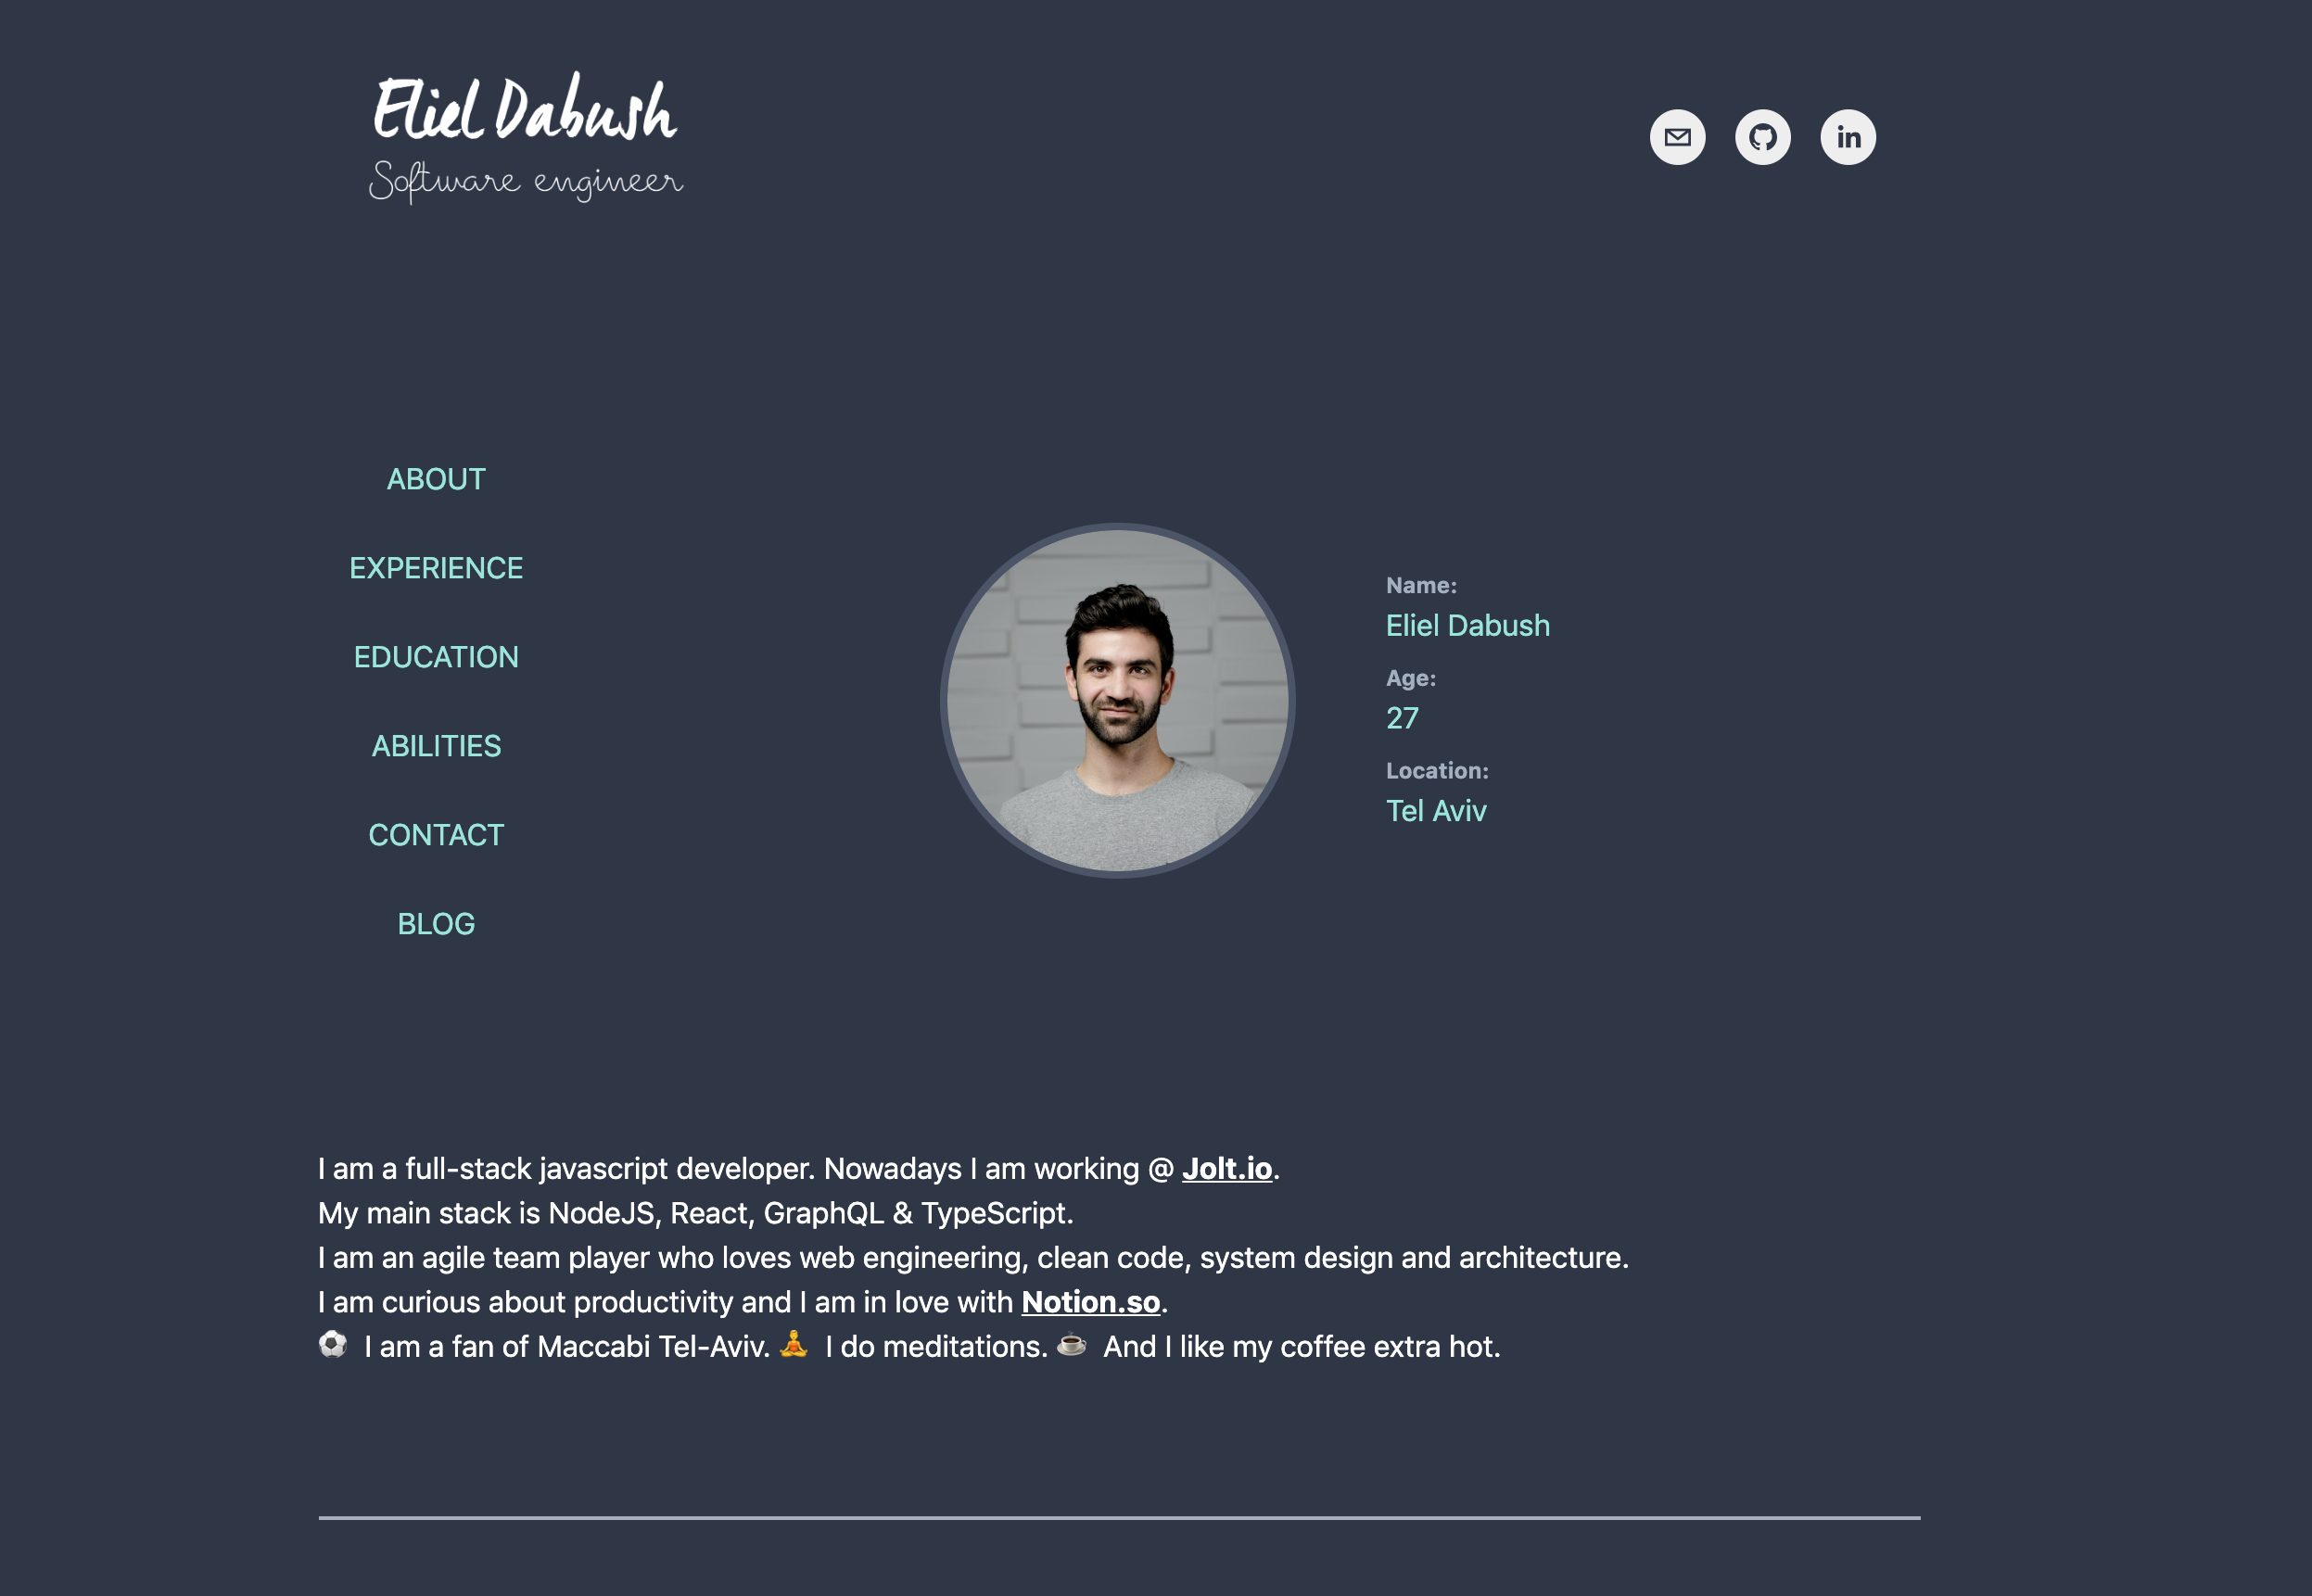 Eliel Dabush
Software engineer
in
ABOUT
EXPERIENCE
EDUCATION
ABILITIES
CONTACT
BLOG
Name:
Eliel Dabush
Age:
27
Location:
Tel Aviv
I am a full-stack javascript developer. Nowadays I am working @ Jolt.io.
My main stack is NodeJS, React, GraphQL & TypeScript.
I am an agile team player who loves web engineering, clean code, system design and architecture.
I am curious about productivity and I am in love with Notion.so.
⚽ I am a fan of Maccabi Tel-Aviv. 🧘 I do meditations. ☕ And I like my coffee extra hot.